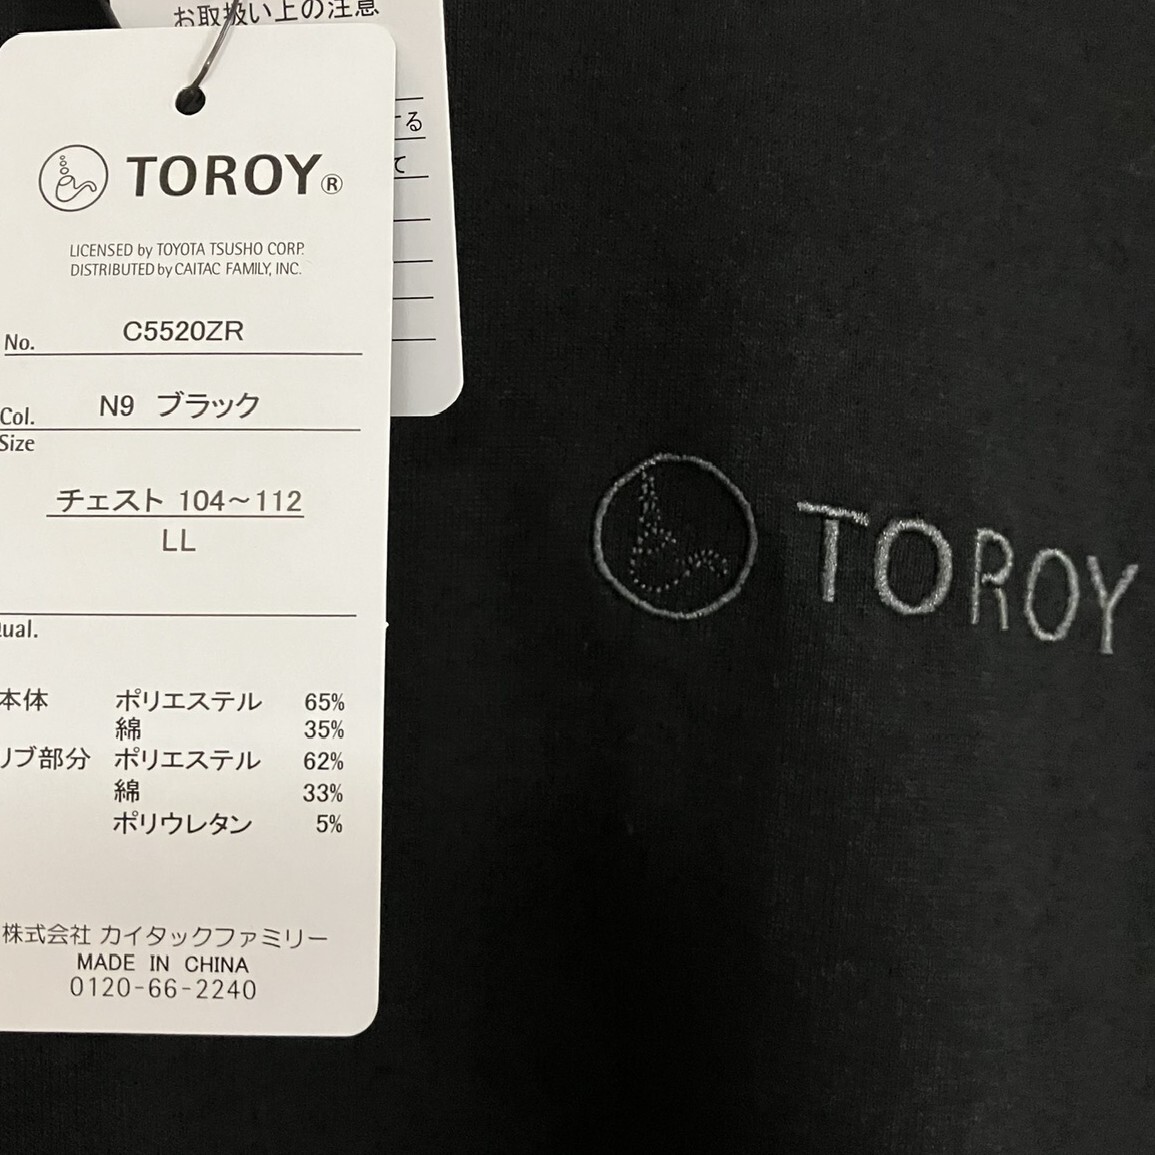 お取扱い上の注意
する
て
TOROY®
LICENSED by TOYOTA TSUSHO CORP.
DISTRIBUTED by CAITAC FAMILY, INC.
No. C5520ZR
Col. N9 ブラック
Size
チェスト 104～112
LL
Qual.
本体 ポリエステル 65%
綿 35%
リブ部分 ポリエステル 62%
綿 33%
ポリウレタン 5%
株式会社 カイタックファミリー
MADE IN CHINA
0120-66-2240
TOROY